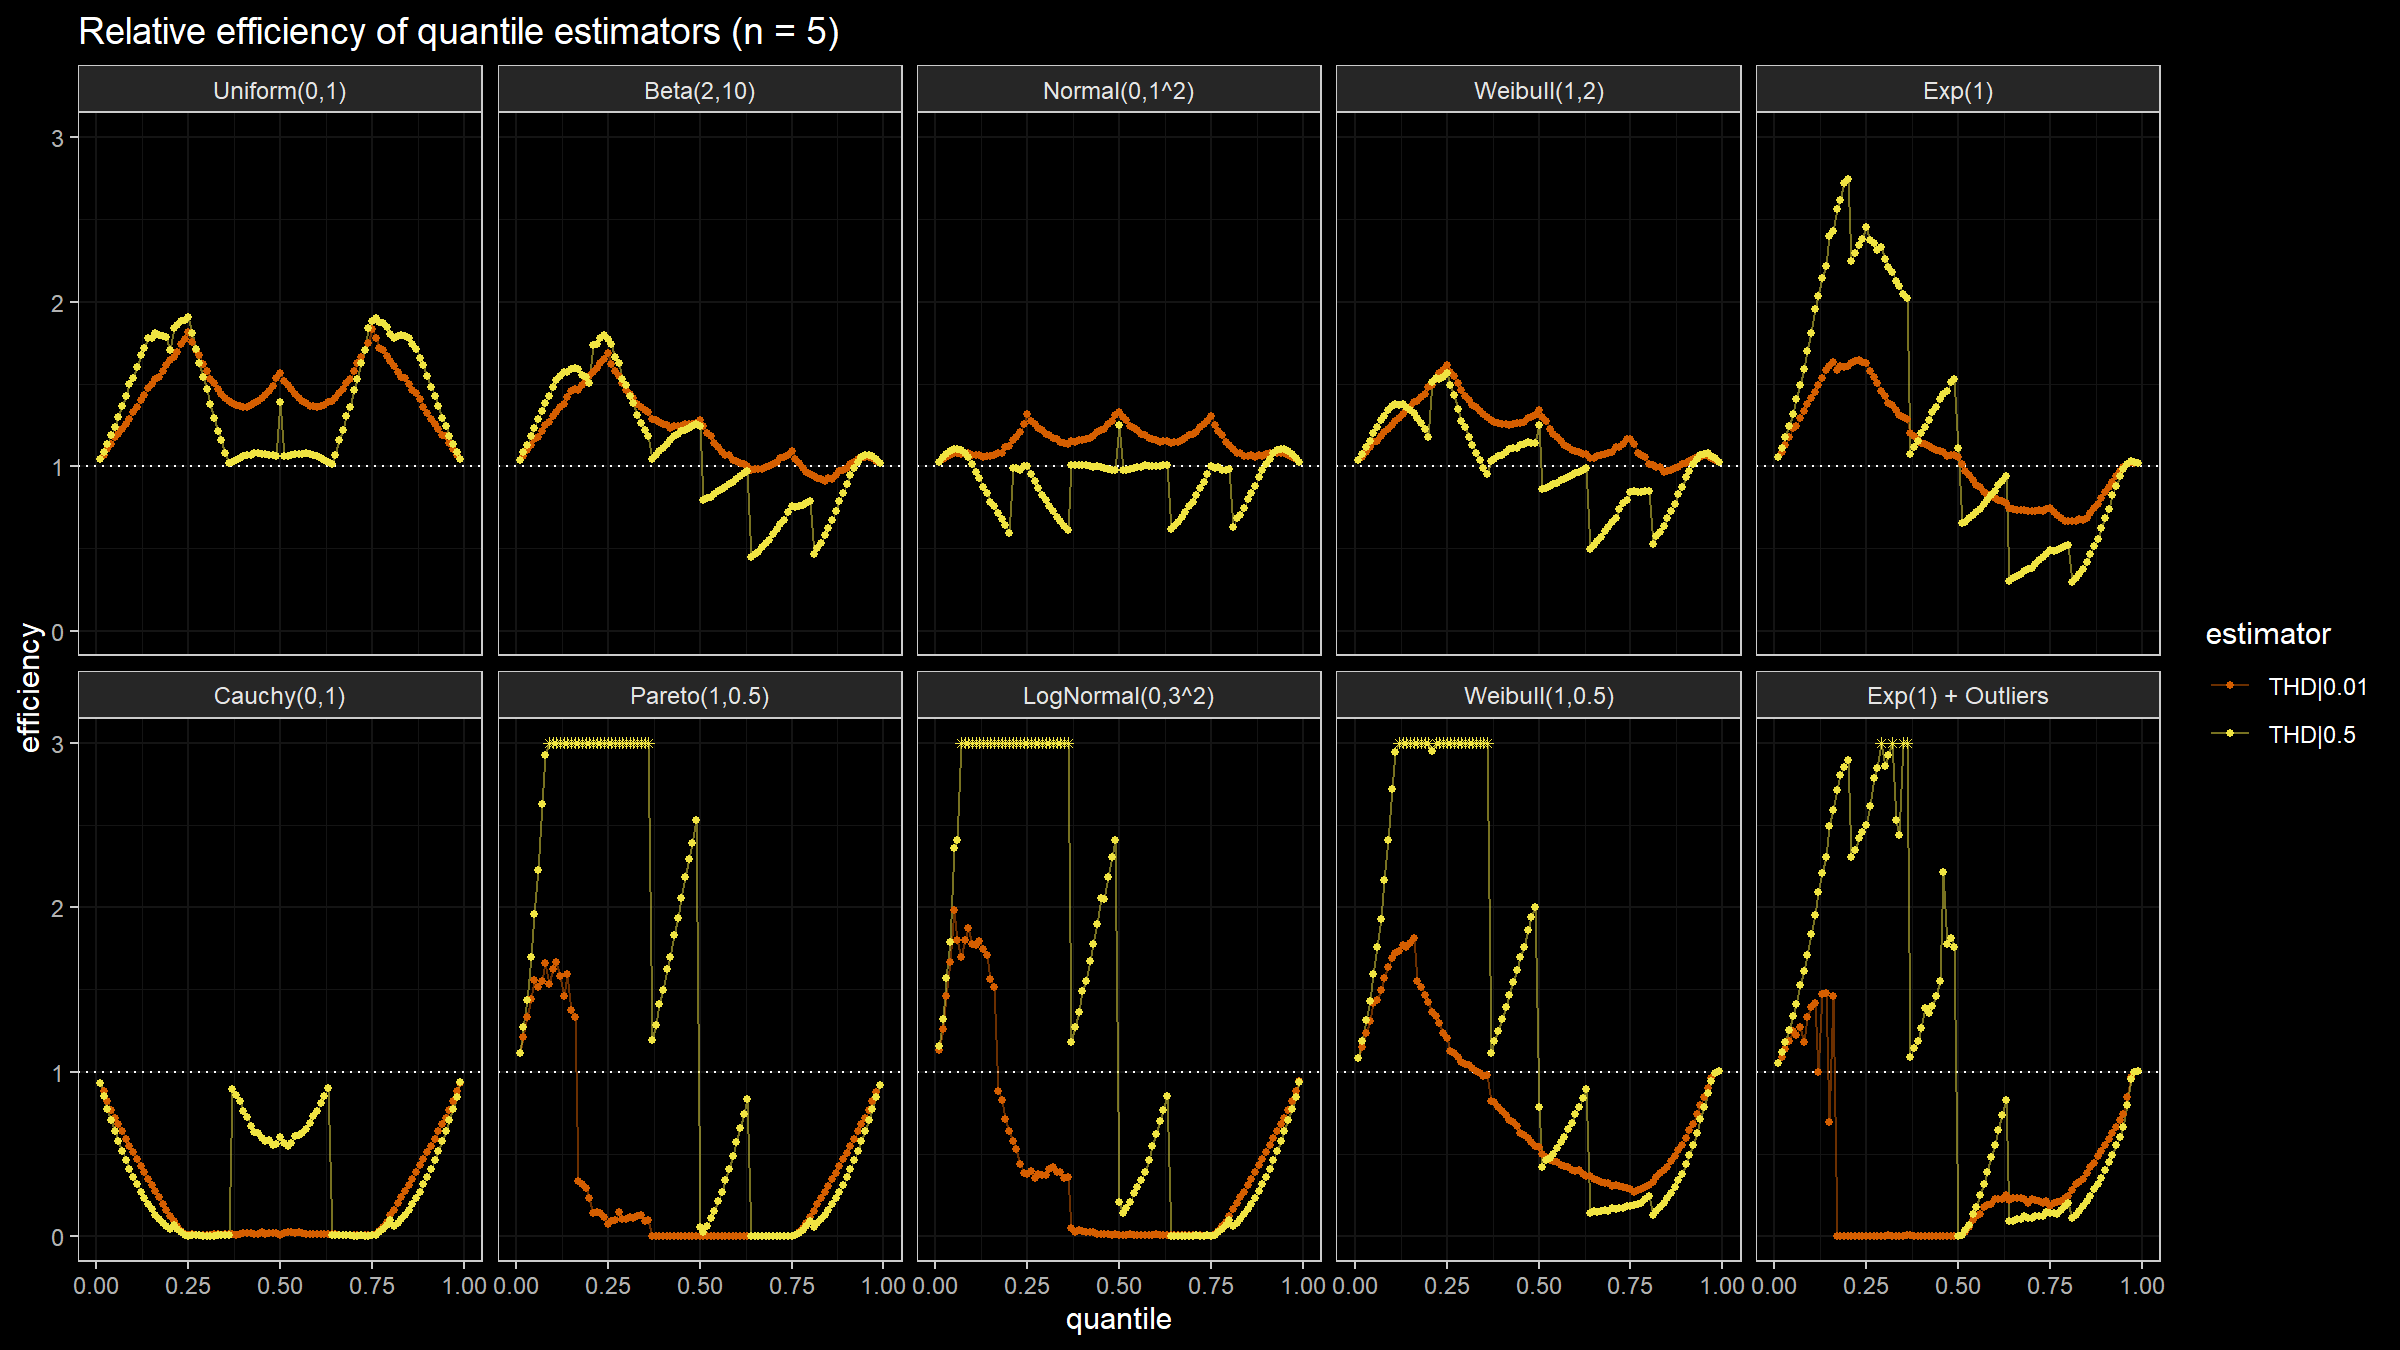 Relative efficiency of quantile estimators (n = 5)
Uniform(0,1)
Beta(2,10)
Normal(0,1^2)
Weibull(1,2)
Exp(1)
3
2
1
0
Cauchy(0,1)
Pareto(1,0.5)
LogNormal(0,3^2)
Weibull(1,0.5)
Exp(1) + Outliers
3
2
1
0
efficiency
0.00 0.25 0.50 0.75 1.00
0.00 0.25 0.50 0.75 1.00
0.00 0.25 0.50 0.75 1.00
0.00 0.25 0.50 0.75 1.00
0.00 0.25 0.50 0.75 1.00
quantile
estimator
THD|0.01
THD|0.5